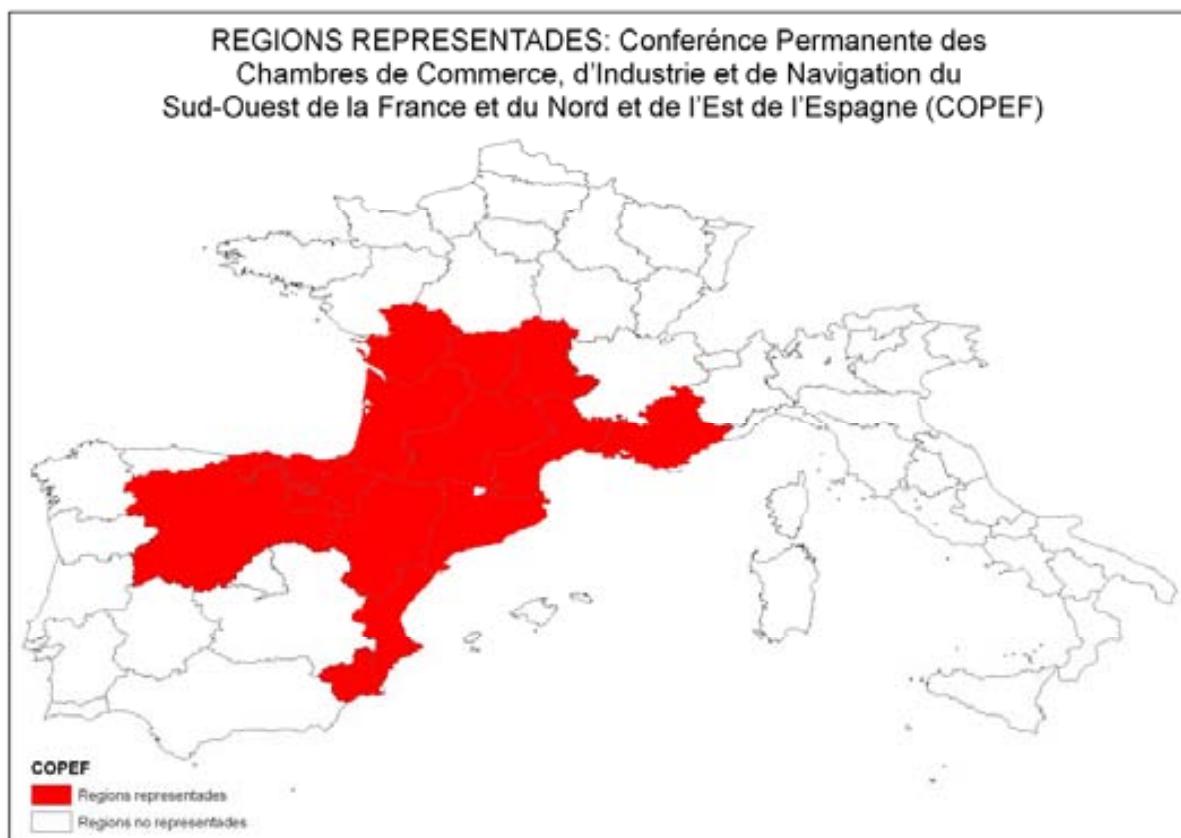 REGIONS REPRESENTADES: Conferénce Permanente des
Chambres de Commerce, d'Industrie et de Navigation du
Sud-Ouest de la France et du Nord et de l'Est de l'Espagne (COPEF)
COPEF
Regions representades
Regions no representades